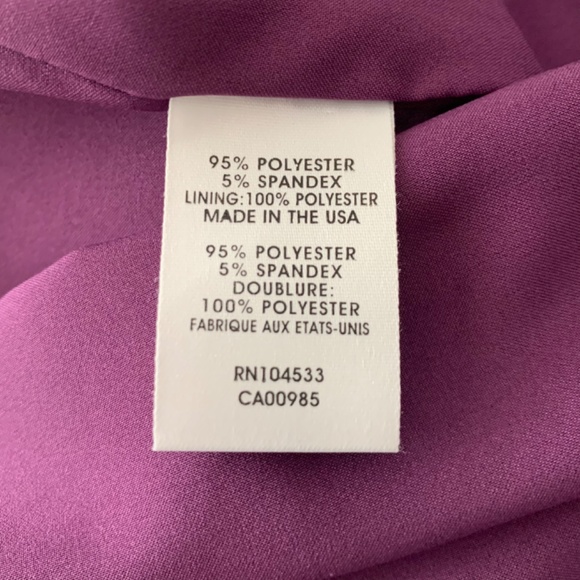 95% POLYESTER
5% SPANDEX
LINING:100% POLYESTER
MADE IN THE USA
95% POLYESTER
5% SPANDEX
DOUBLURE:
100% POLYESTER
FABRIQUE AUX ETATS-UNIS
RN104533
CA00985